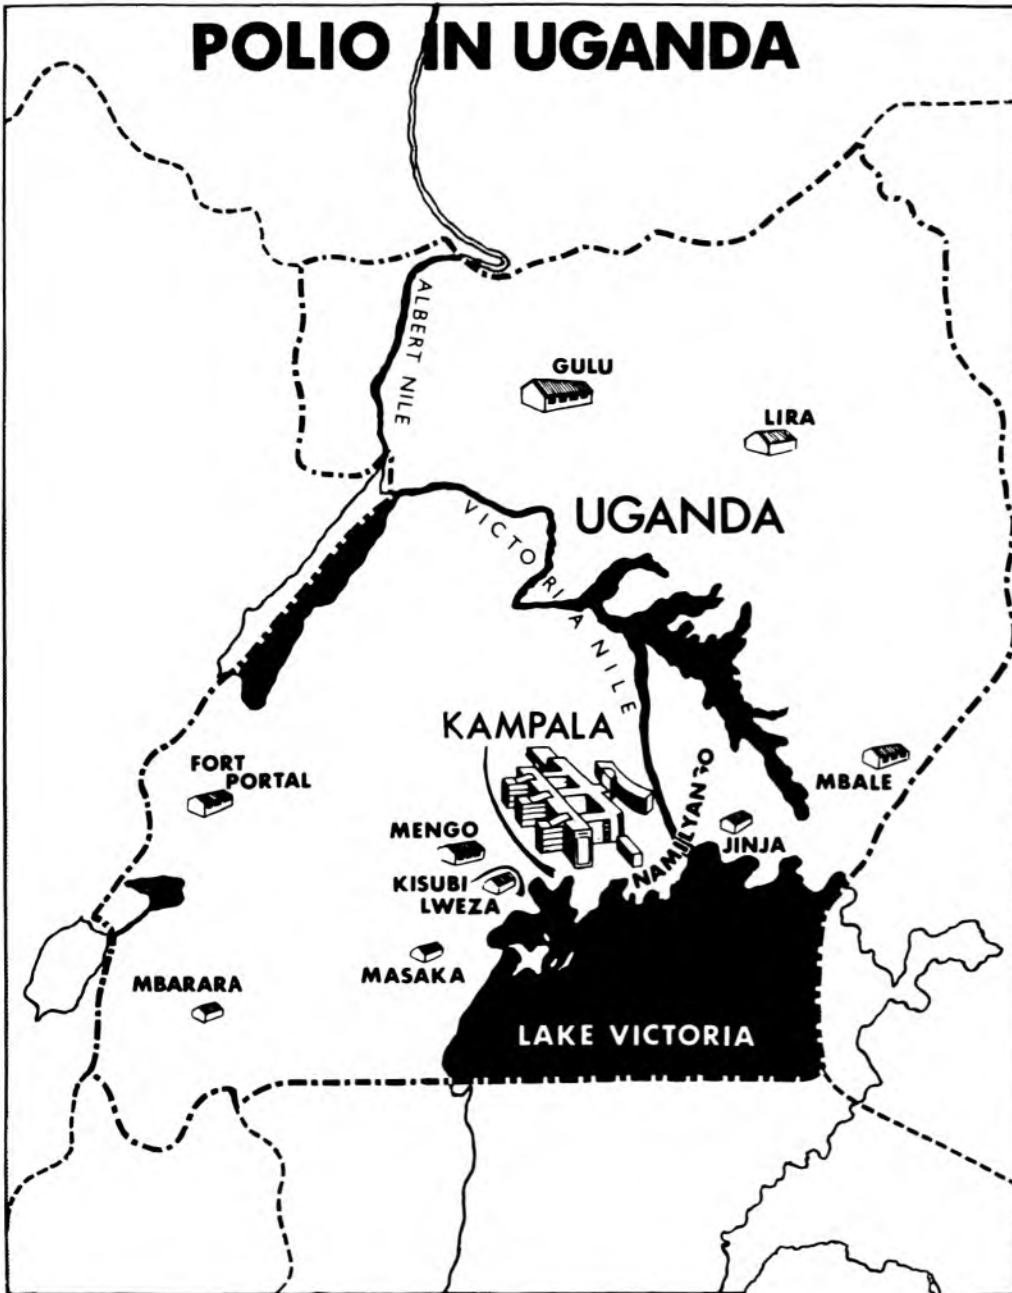 POLIO IN UGANDA
ALBERT NILE
GULU
LIRA
UGANDA
VICTORIA NILE
KAMPALA
FORT
PORTAL
MBALE
NAMILYANGO
JINJA
MENGO
KISUBI
LWEZA
MASAKA
MBARARA
LAKE VICTORIA